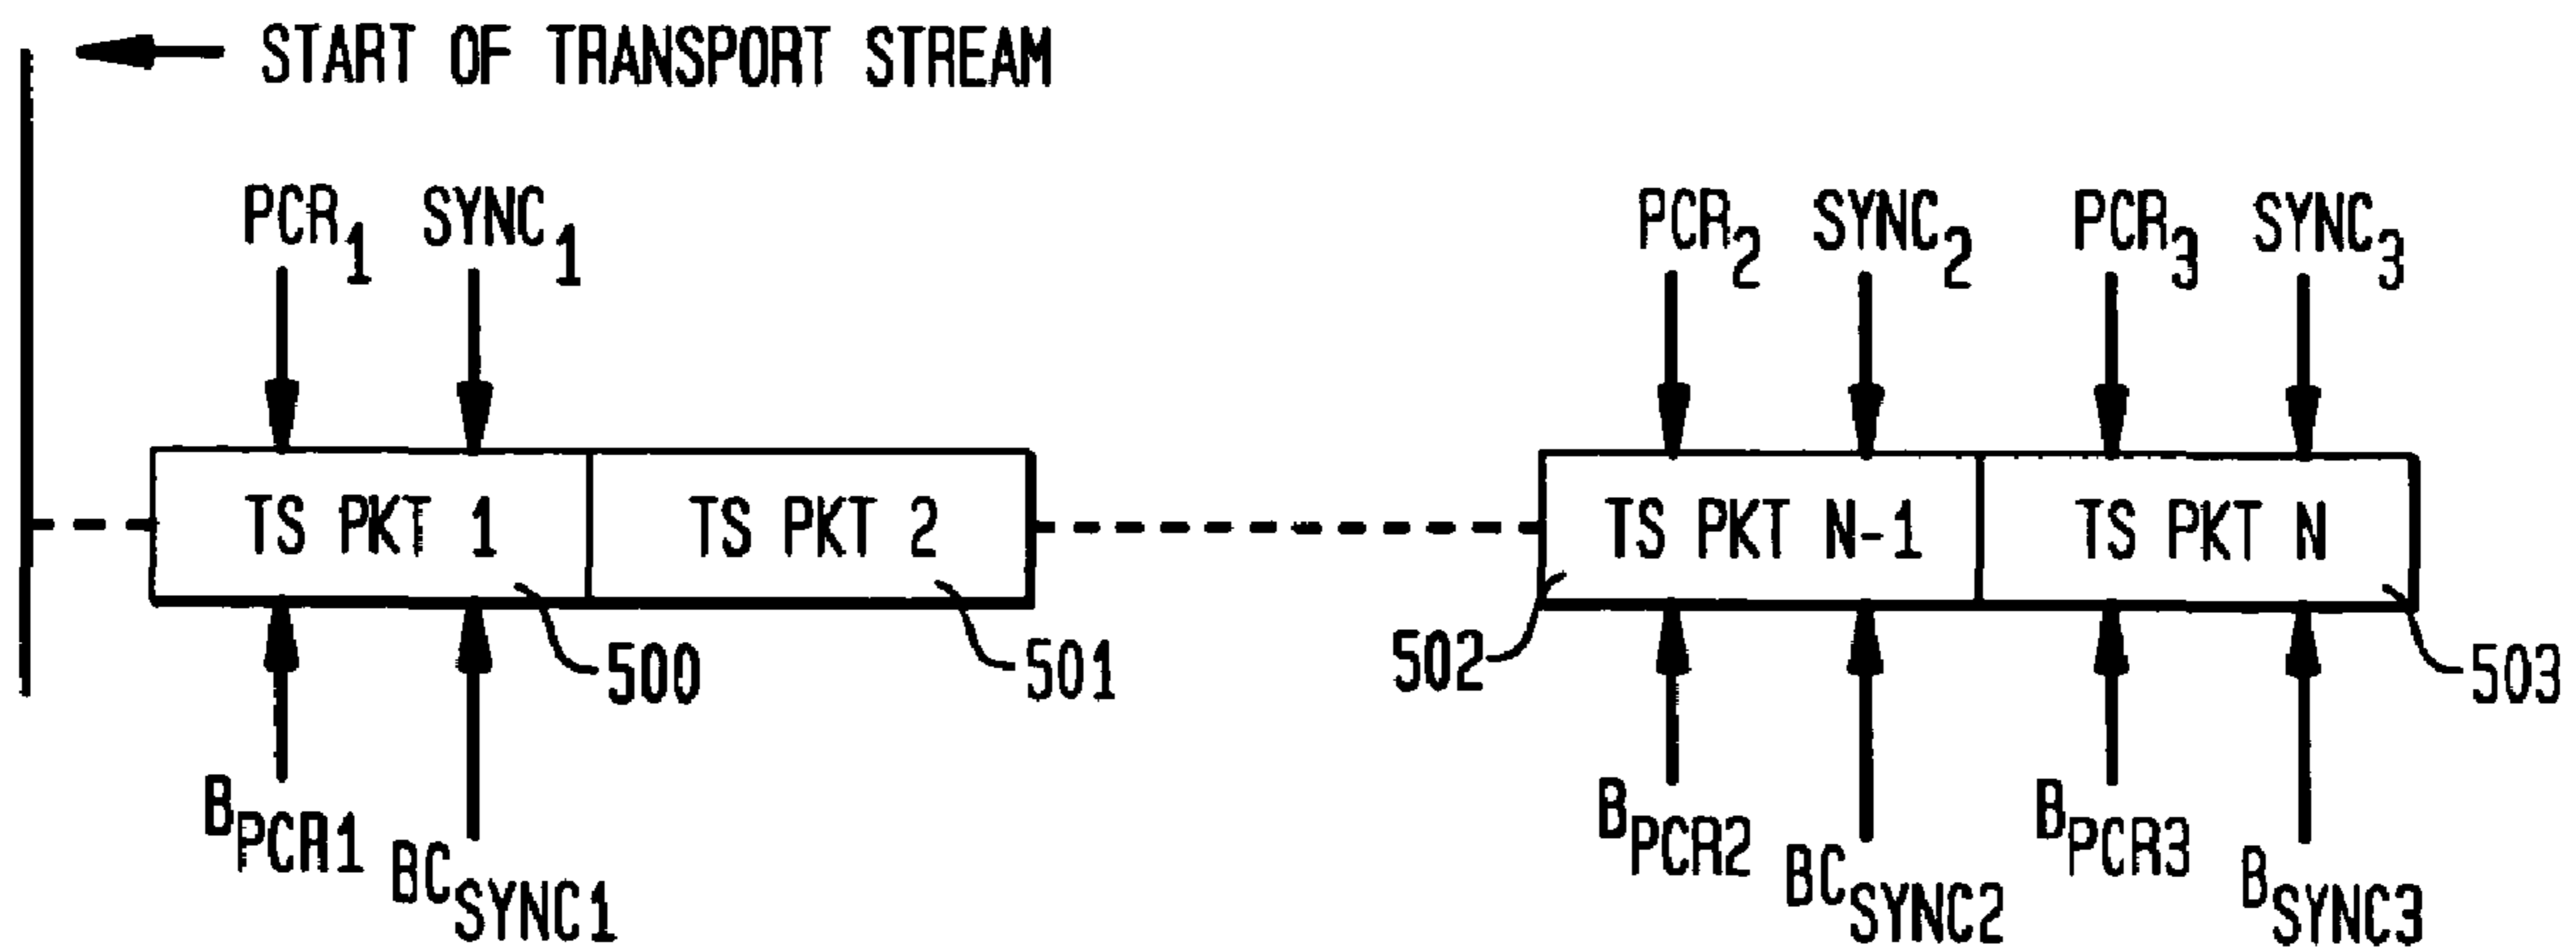 START OF TRANSPORT STREAM
PCR1 SYNC1 PCR2 SYNC2 PCR3 SYNC3
TS PKT 1 TS PKT 2 TS PKT N-1 TS PKT N
500 501 502 503
BPCR1 BCSYNC1 BPCR2 BCSYNC2 BPCR3 BSYNC3